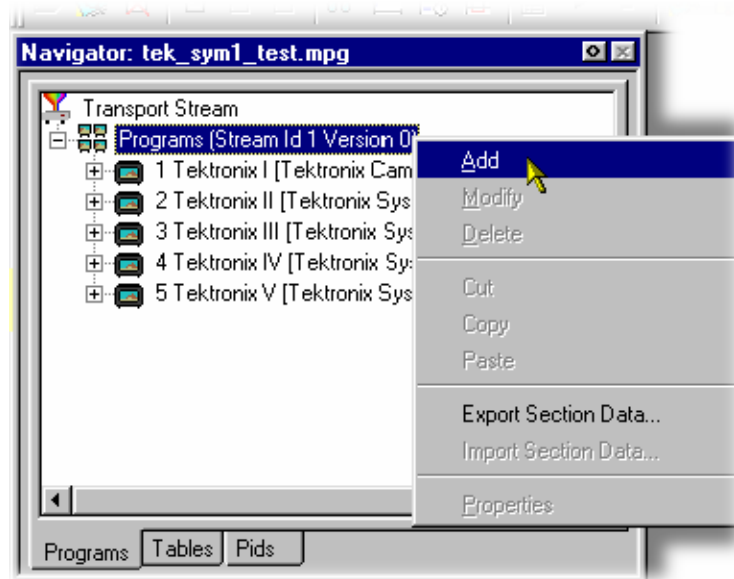 Navigator: tek_sym1_test.mpg
Transport Stream
Programs (Stream Id 1 Version 0)
1 Tektronix I [Tektronix Cam
2 Tektronix II [Tektronix Sys
3 Tektronix III [Tektronix Sys
4 Tektronix IV [Tektronix Sy
5 Tektronix V [Tektronix Sys
Add
Modify
Delete
Cut
Copy
Paste
Export Section Data...
Import Section Data...
Properties
Programs Tables Pids